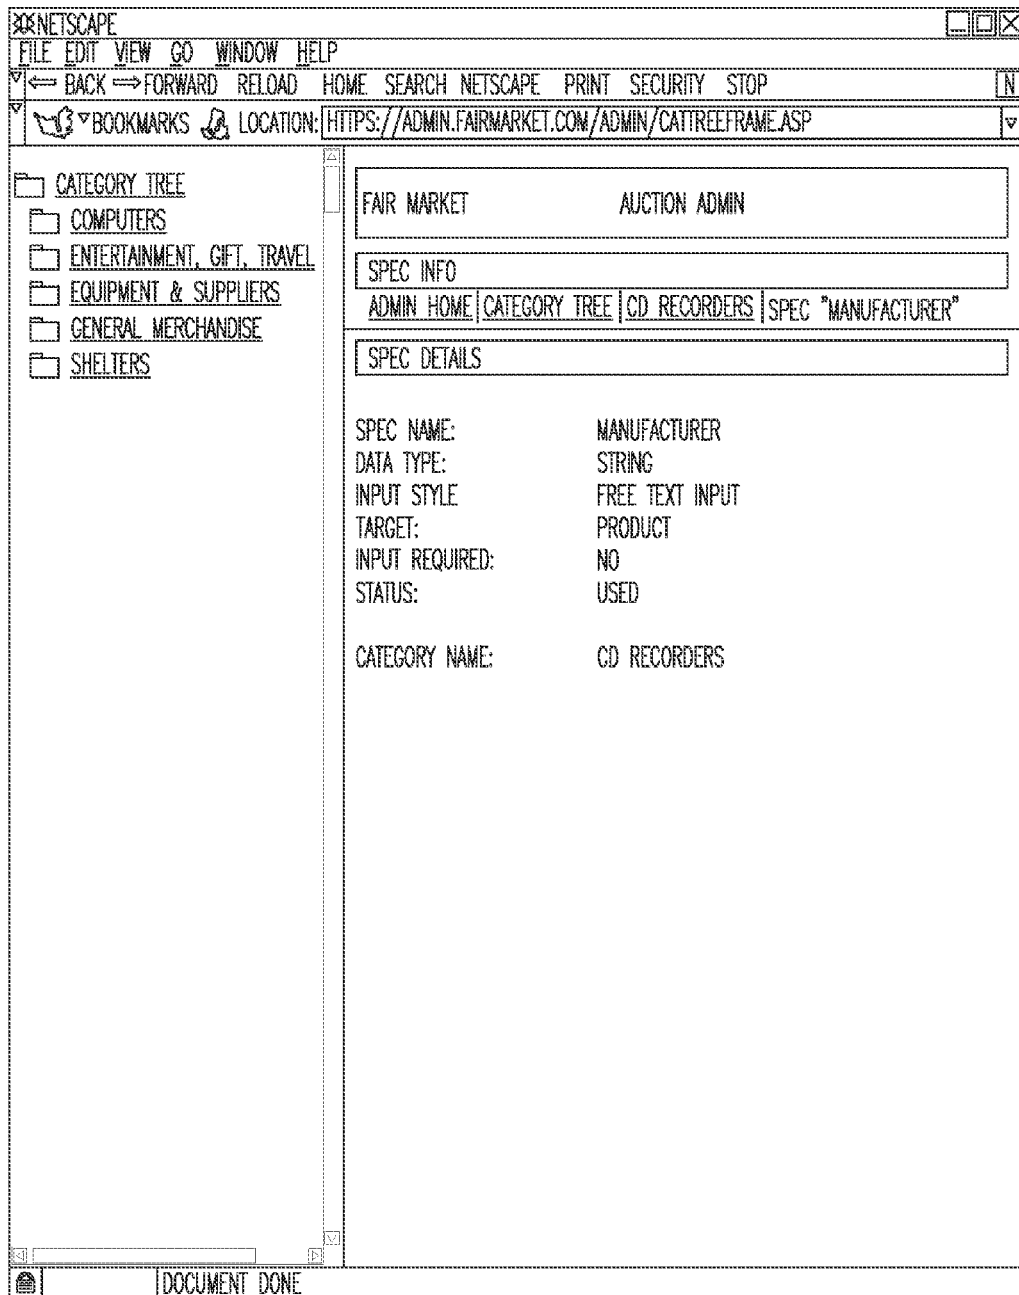 NETSCAPE
FILE EDIT VIEW GO WINDOW HELP
BACK FORWARD RELOAD HOME SEARCH NETSCAPE PRINT SECURITY STOP N
BOOKMARKS LOCATION: HTTPS://ADMIN.FAIRMARKET.COM/ADMIN/CATTREEFRAME.ASP
CATEGORY TREE
COMPUTERS
ENTERTAINMENT, GIFT, TRAVEL
EQUIPMENT & SUPPLIERS
GENERAL MERCHANDISE
SHELTERS
FAIR MARKET AUCTION ADMIN
SPEC INFO
ADMIN HOME | CATEGORY TREE | CD RECORDERS | SPEC "MANUFACTURER"
SPEC DETAILS
SPEC NAME: MANUFACTURER
DATA TYPE: STRING
INPUT STYLE FREE TEXT INPUT
TARGET: PRODUCT
INPUT REQUIRED: NO
STATUS: USED
CATEGORY NAME: CD RECORDERS
DOCUMENT DONE